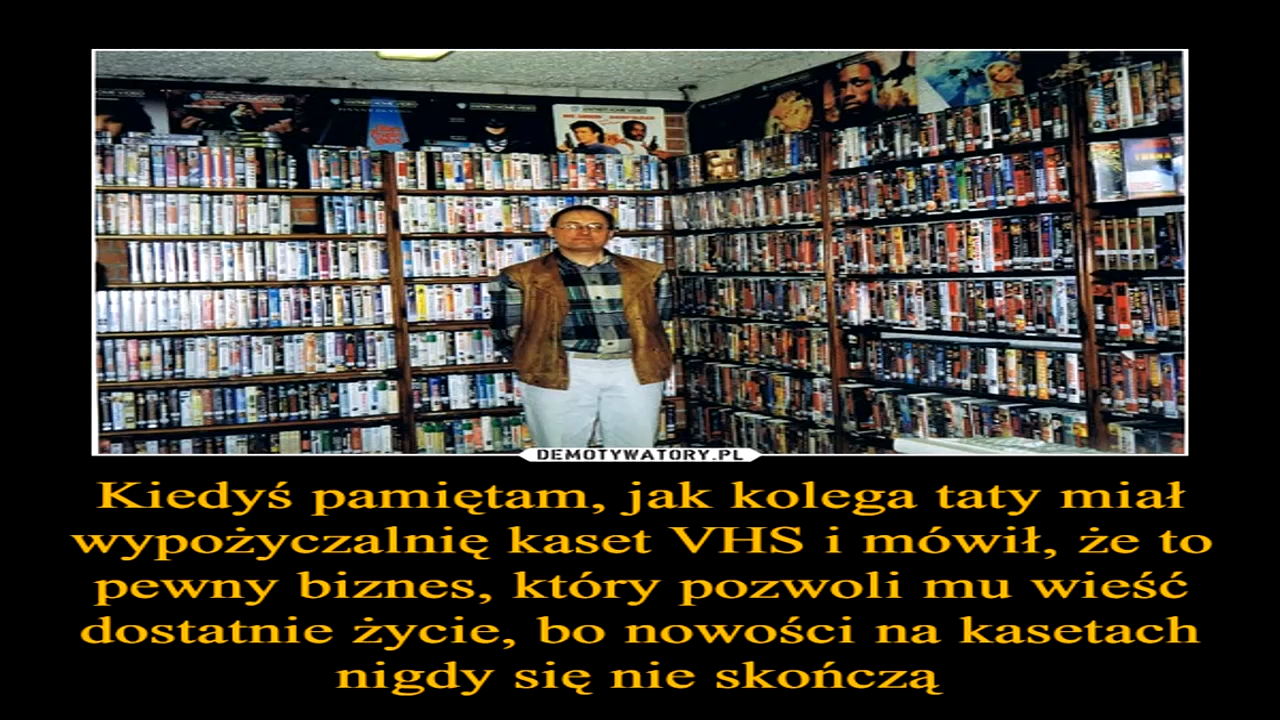 DEMOTYWATORY.PL
Kiedyś pamiętam, jak kolega taty miał
wypożyczalnię kaset VHS i mówił, że to
pewny biznes, który pozwoli mu wieść
dostatnie życie, bo nowości na kasetach
nigdy się nie skończą